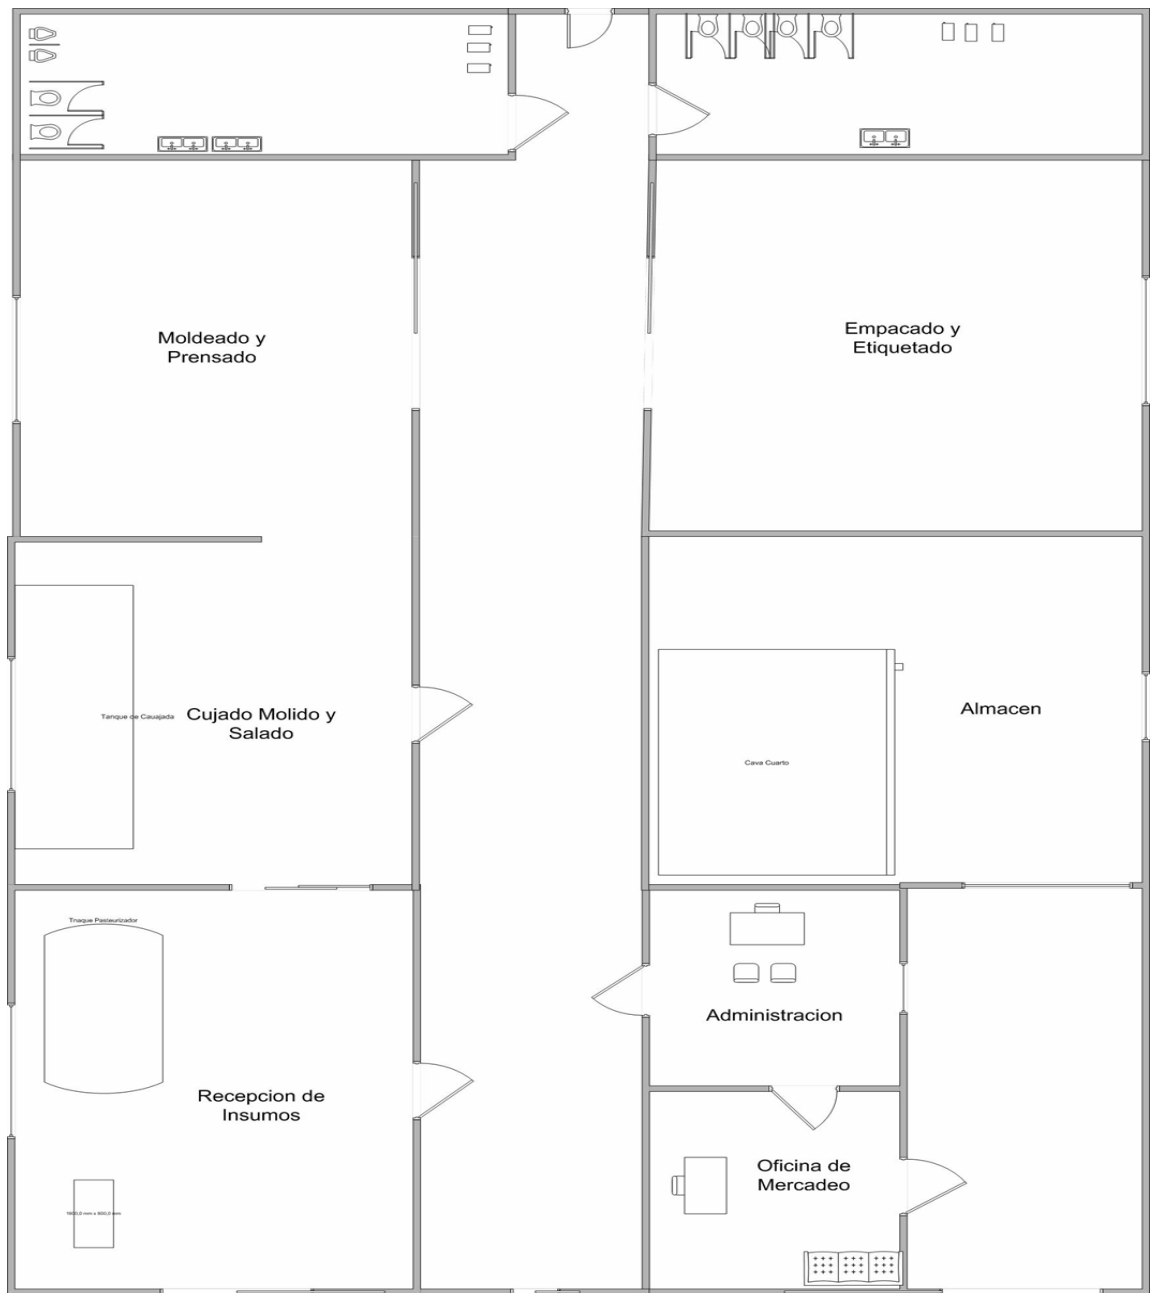 Moldeado y
Prensado
Empacado y
Etiquetado
Tanque de Cauajada
Cujado Molido y
Salado
Almacen
Cava Cuarto
Tnaque Pasteurizador
Administracion
Recepcion de
Insumos
Oficina de
Mercadeo